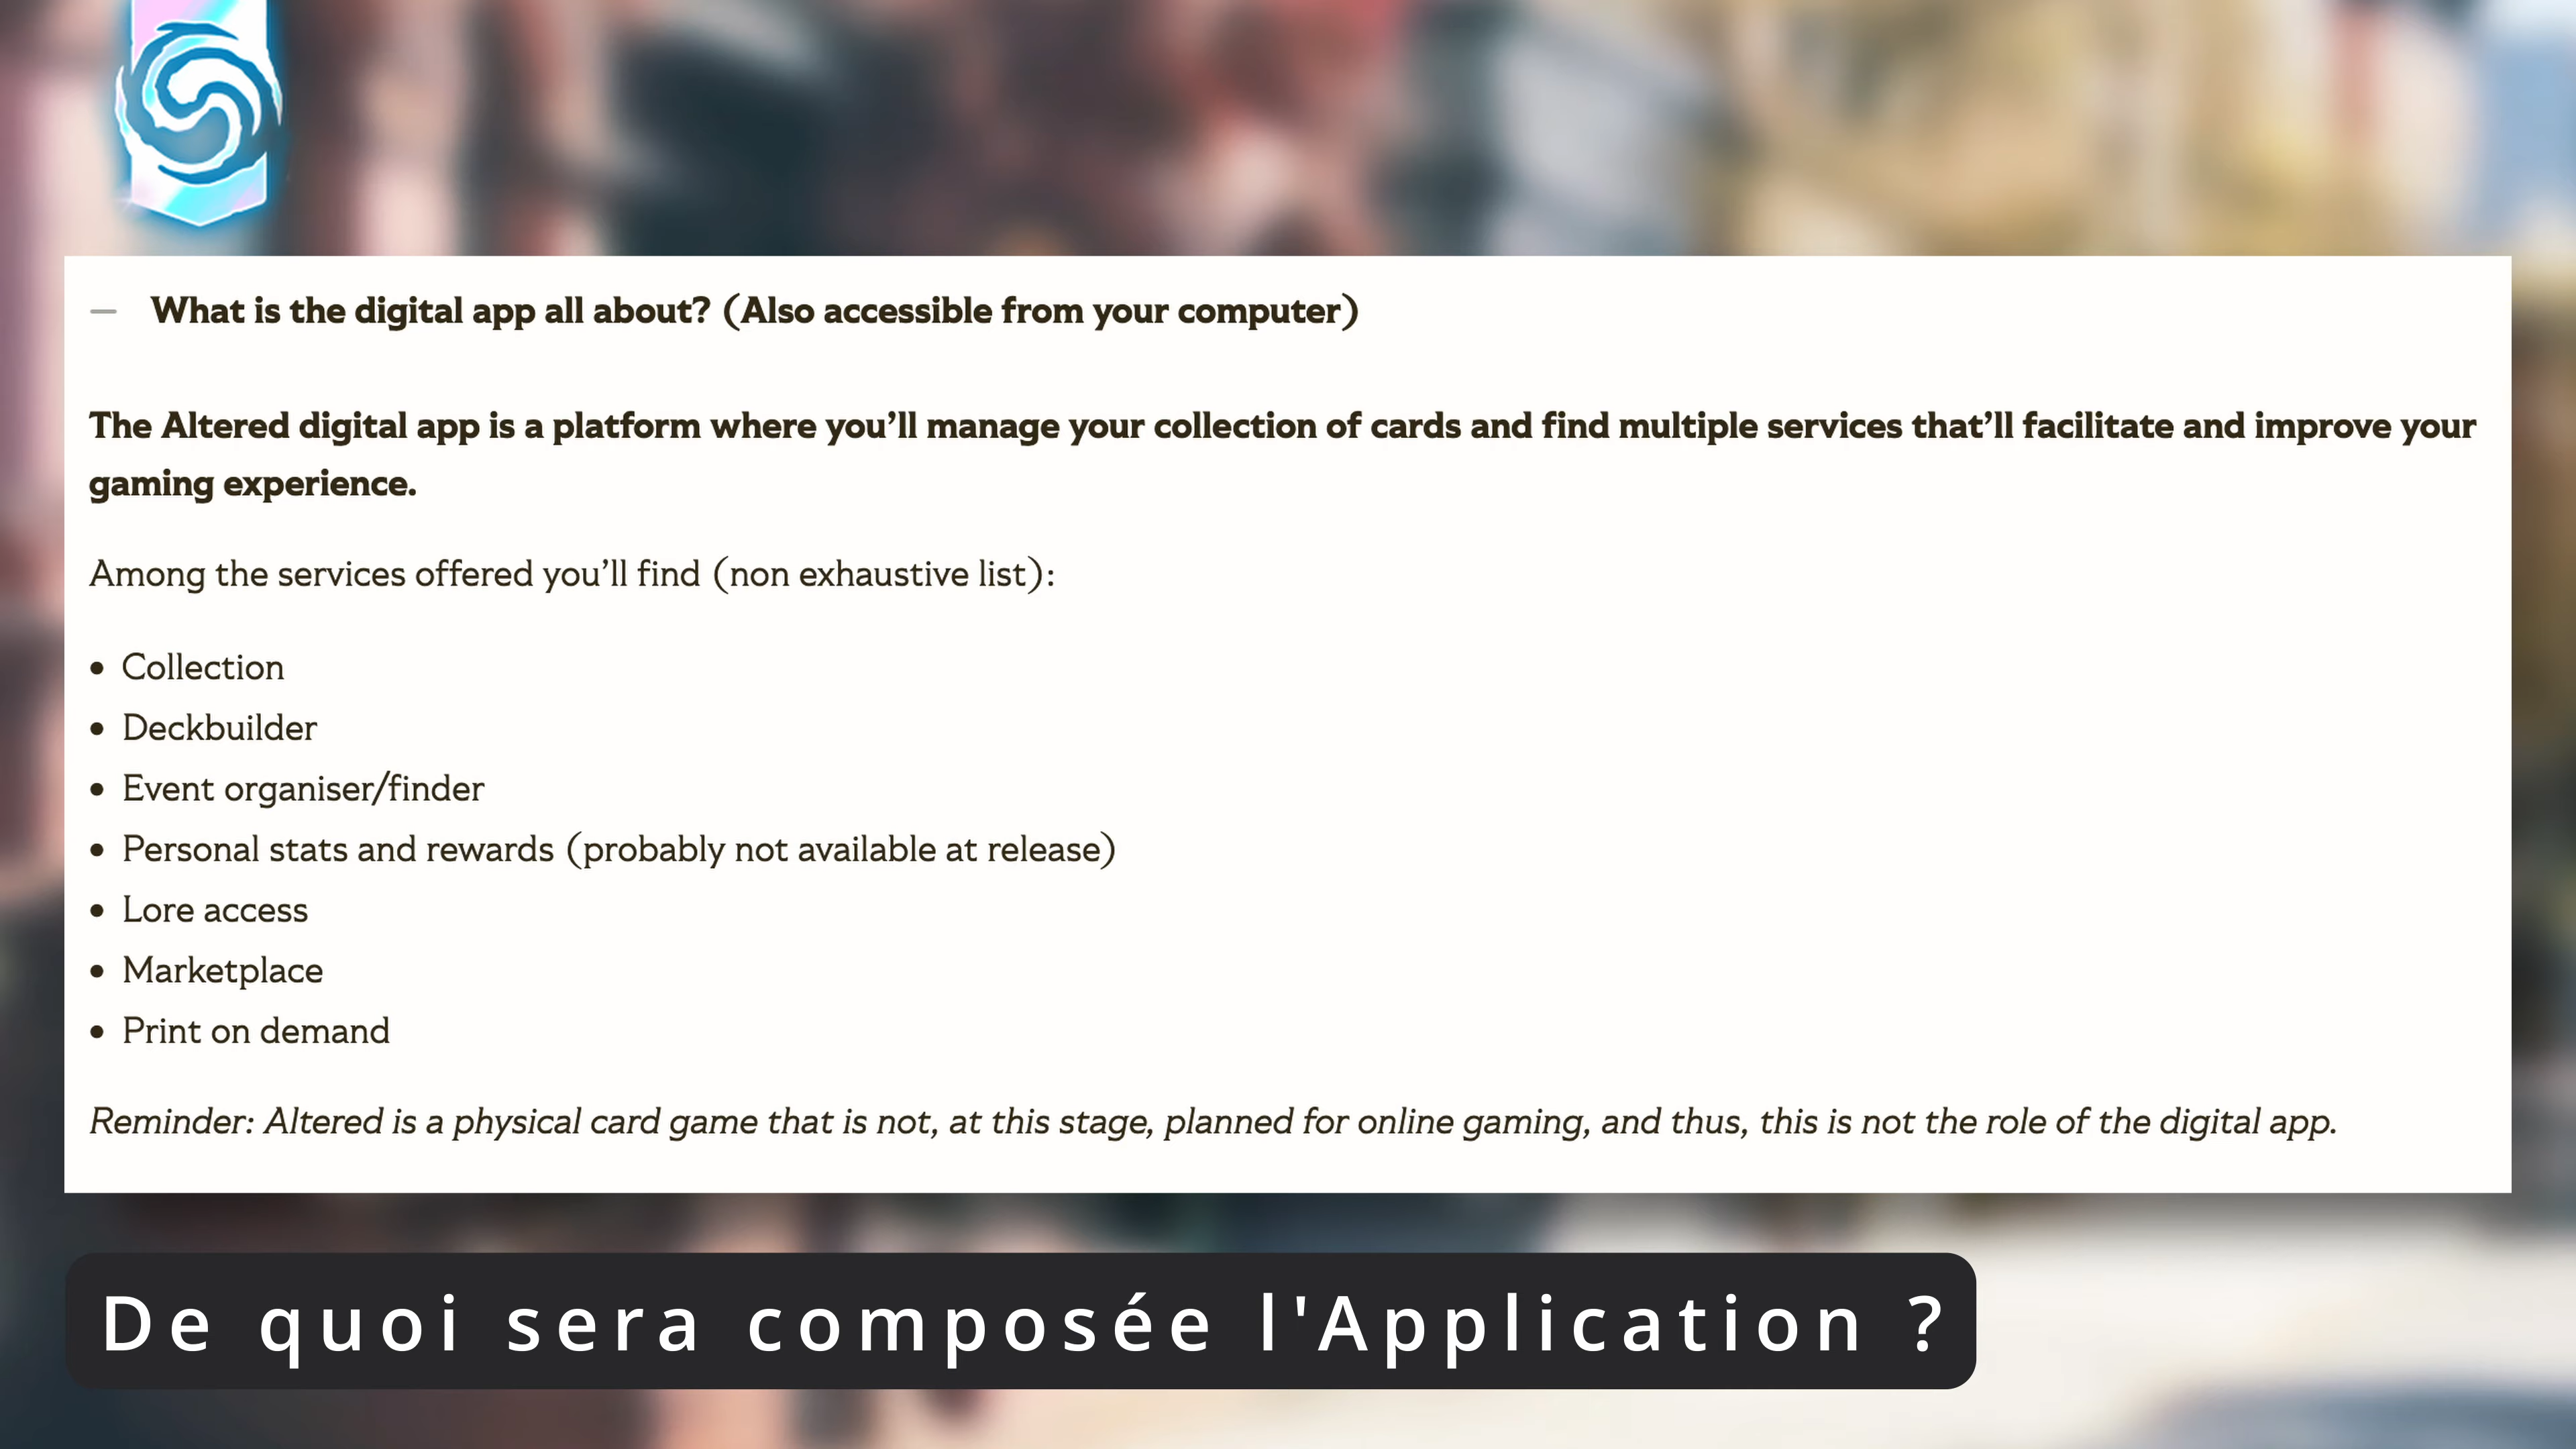 — What is the digital app all about? (Also accessible from your computer)
The Altered digital app is a platform where you’ll manage your collection of cards and find multiple services that’ll facilitate and improve your
gaming experience.
Among the services offered you’ll find (non exhaustive list):
• Collection
• Deckbuilder
• Event organiser/finder
• Personal stats and rewards (probably not available at release)
• Lore access
• Marketplace
• Print on demand
Reminder: Altered is a physical card game that is not, at this stage, planned for online gaming, and thus, this is not the role of the digital app.
De quoi sera composée l'Application ?